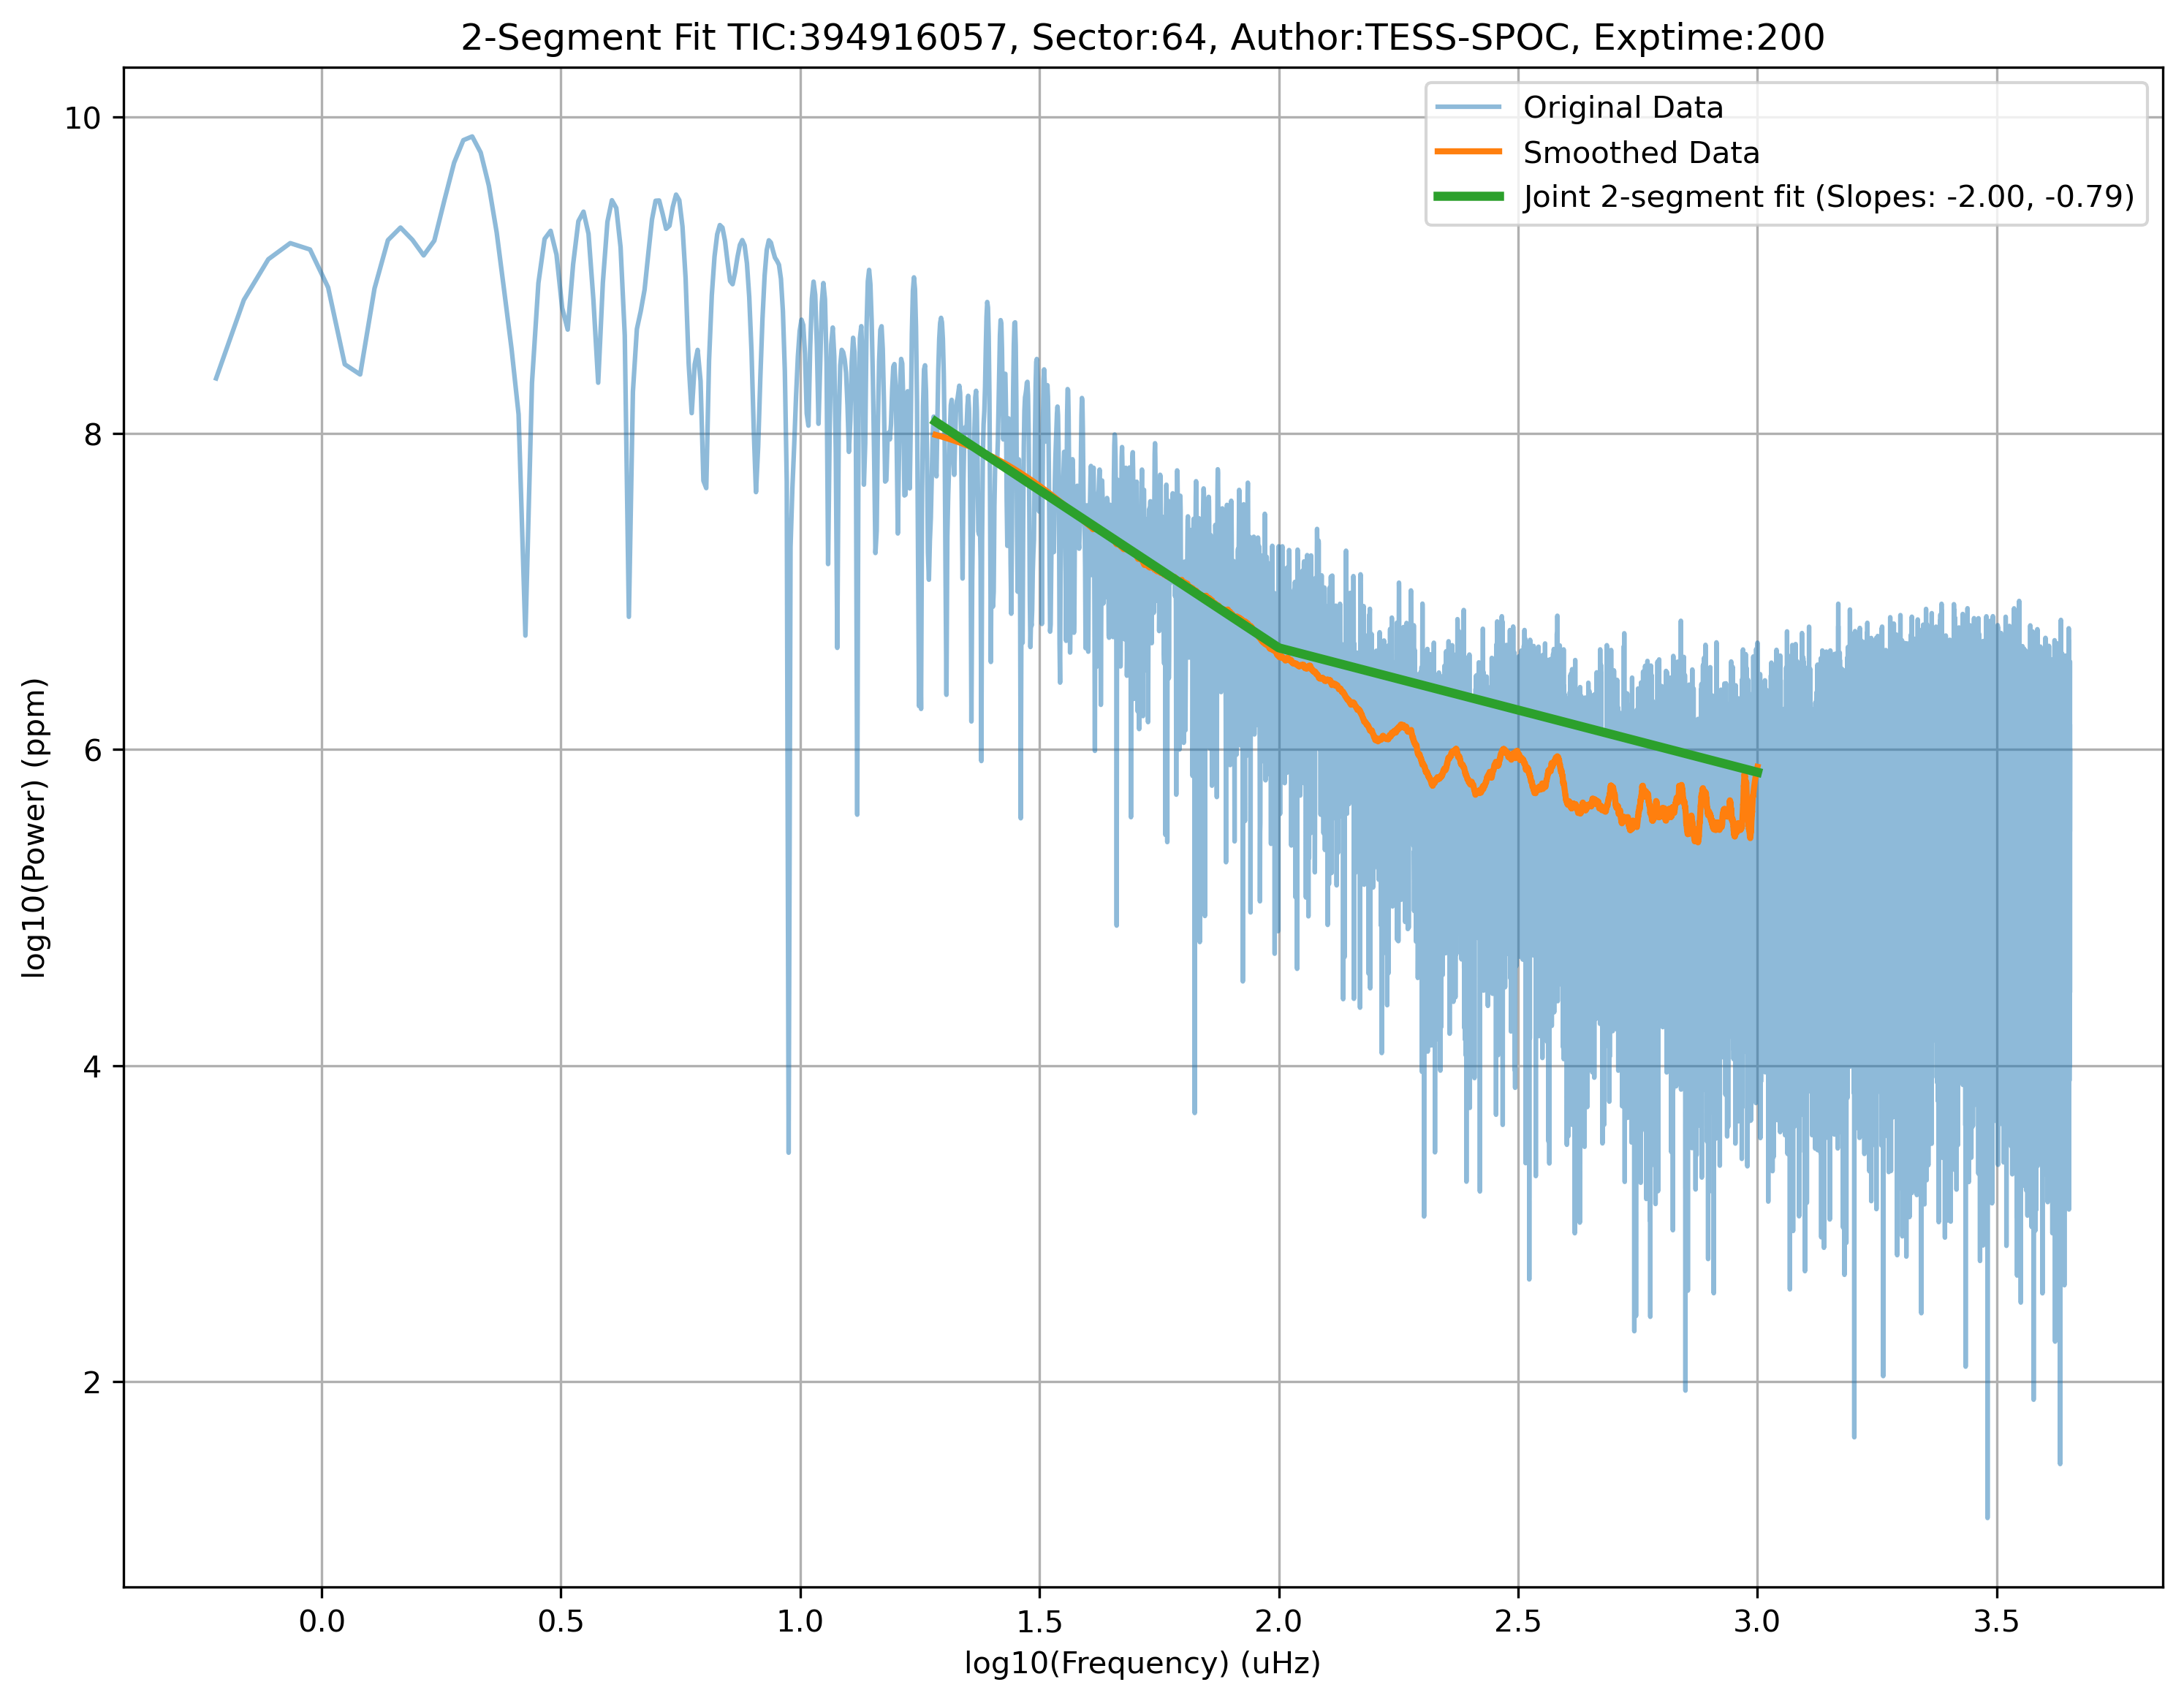 2-Segment Fit TIC:394916057, Sector:64, Author:TESS-SPOC, Exptime:200
Original Data
Smoothed Data
Joint 2-segment fit (Slopes: -2.00, -0.79)
log10(Power) (ppm)
10
8
6
4
2
0.0 0.5 1.0 1.5 2.0 2.5 3.0 3.5
log10(Frequency) (uHz)